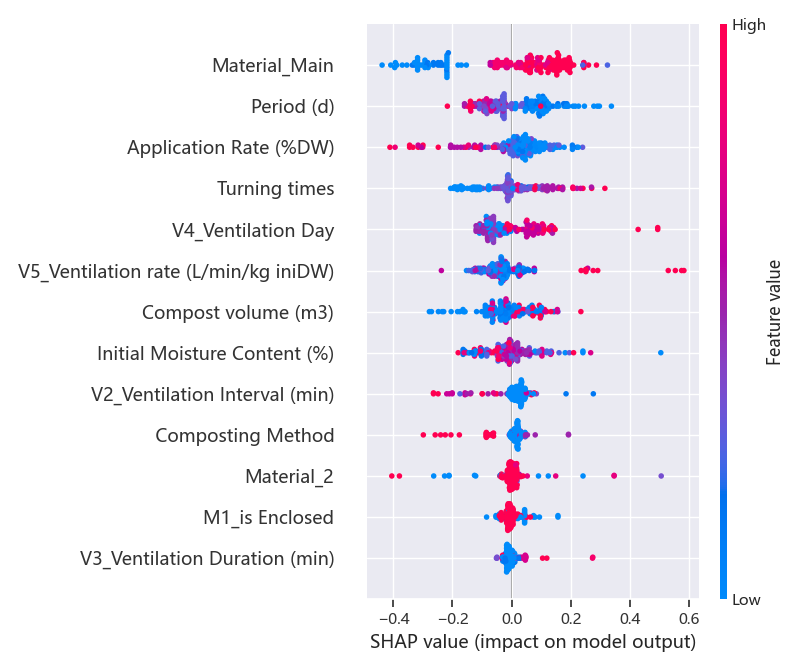 High
Material_Main
Period (d)
Application Rate (%DW)
Turning times
V4_Ventilation Day
V5_Ventilation rate (L/min/kg iniDW)
Compost volume (m3)
Initial Moisture Content (%)
V2_Ventilation Interval (min)
Composting Method
Material_2
M1_is Enclosed
V3_Ventilation Duration (min)
Feature value
Low
−0.4 −0.2 0.0 0.2 0.4 0.6
SHAP value (impact on model output)